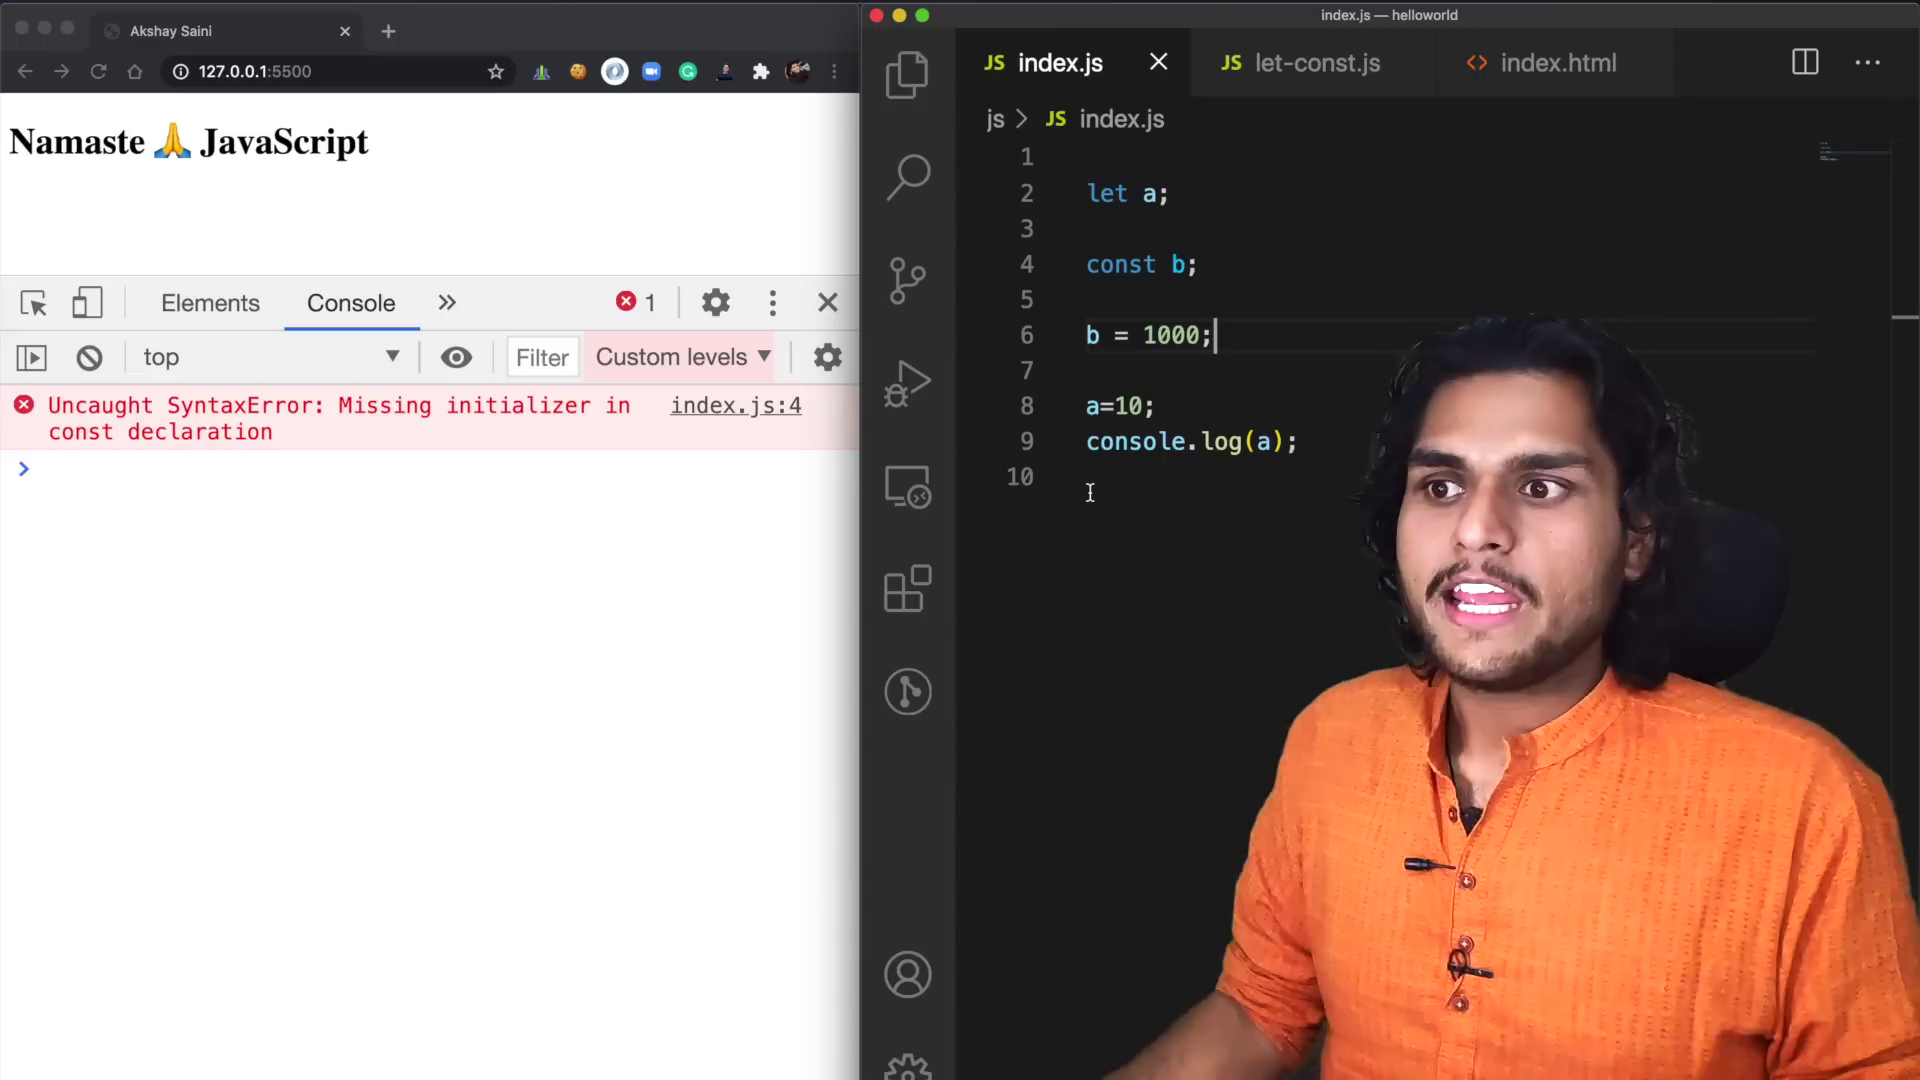 Akshay Saini
127.0.0.1:5500
Namaste 🙏 JavaScript
Elements Console 1
top Filter Custom levels
Uncaught SyntaxError: Missing initializer in const declaration index.js:4
index.js — helloworld
JS index.js JS let-const.js <> index.html
js > JS index.js
1
2 let a;
3
4 const b;
5
6 b = 1000;
7
8 a=10;
9 console.log(a);
10